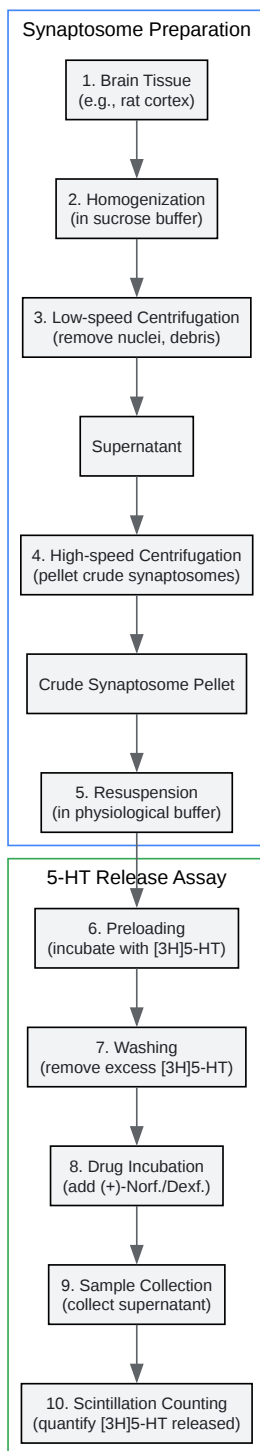 Synaptosome Preparation
1. Brain Tissue
(e.g., rat cortex)
2. Homogenization
(in sucrose buffer)
3. Low-speed Centrifugation
(remove nuclei, debris)
Supernatant
4. High-speed Centrifugation
(pellet crude synaptosomes)
Crude Synaptosome Pellet
5. Resuspension
(in physiological buffer)
5-HT Release Assay
6. Preloading
(incubate with [3H]5-HT)
7. Washing
(remove excess [3H]5-HT)
8. Drug Incubation
(add (+)-Norf./Dexf.)
9. Sample Collection
(collect supernatant)
10. Scintillation Counting
(quantify [3H]5-HT released)